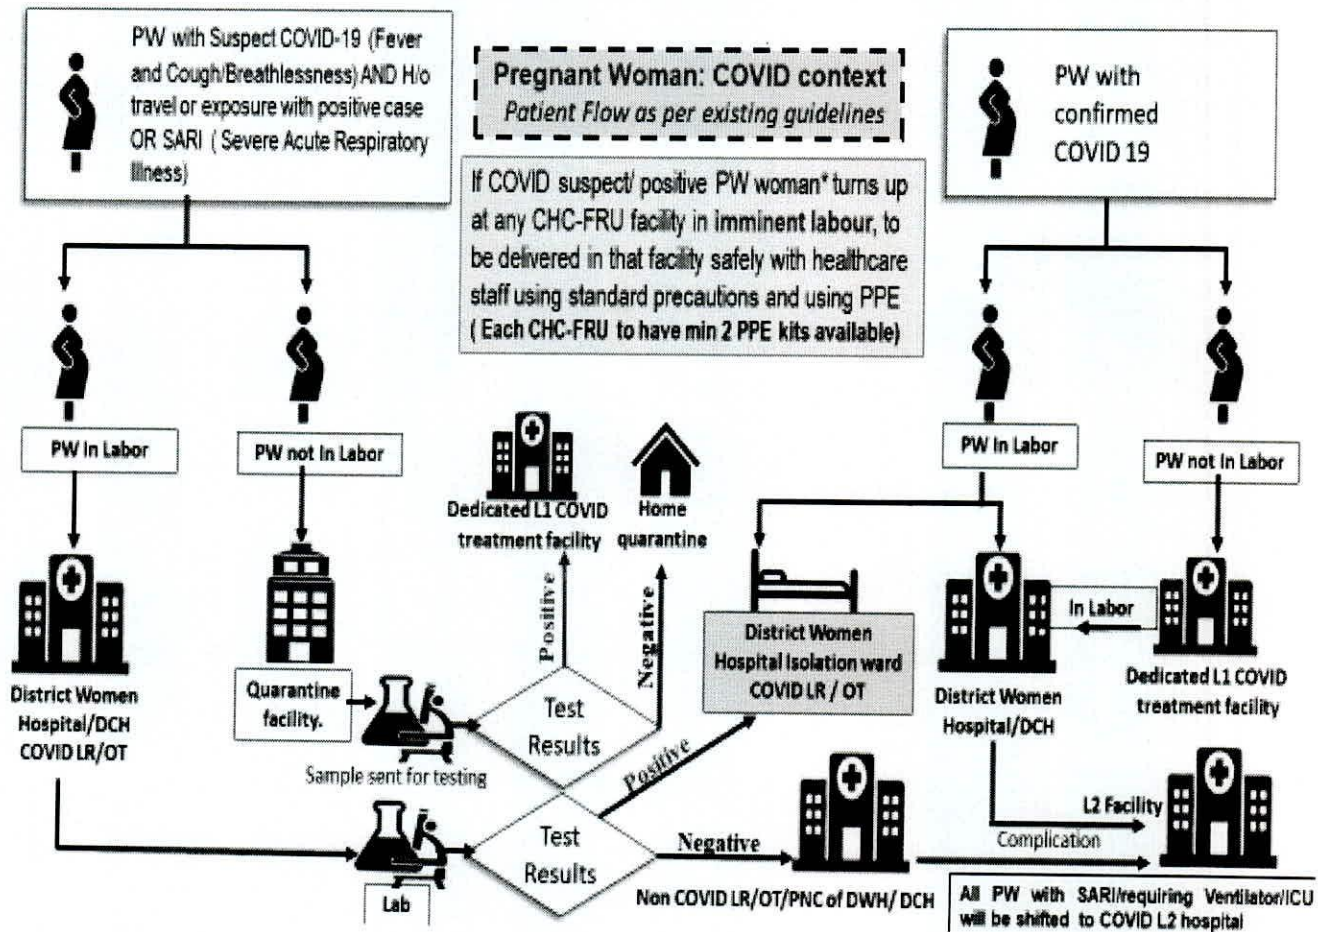 PW with Suspect COVID-19 (Fever
and Cough/Breathlessness) AND H/o
travel or exposure with positive case
OR SARI ( Severe Acute Respiratory
Illness)
Pregnant Woman: COVID context
Patient Flow as per existing guidelines
If COVID suspect/ positive PW woman* turns up
at any CHC-FRU facility in imminent labour, to
be delivered in that facility safely with healthcare
staff using standard precautions and using PPE
( Each CHC-FRU to have min 2 PPE kits available)
PW with
confirmed
COVID 19
PW In Labor
PW not In Labor
PW In Labor
PW not In Labor
Dedicated L1 COVID
treatment facility
Home
quarantine
District Women
Hospital/DCH
COVID LR/OT
Quarantine
facility.
Sample sent for testing
Test
Results
Positive
Negative
District Women
Hospital Isolation ward
COVID LR / OT
District Women
Hospital/DCH
In Labor
Dedicated L1 COVID
treatment facility
Lab
Test
Results
Positive
Negative
Non COVID LR/OT/PNC of DWH/ DCH
L2 Facility
Complication
All PW with SARI/requiring Ventilator/ICU
will be shifted to COVID L2 hospital